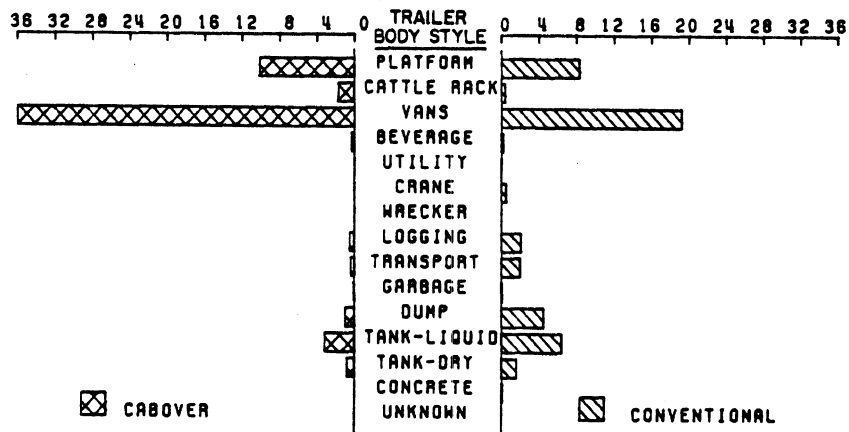 36 32 28 24 20 16 12 8 4 0 TRAILER 0 4 8 12 16 20 24 28 32 36
BODY STYLE
PLATFORM
CATTLE RACK
VANS
BEVERAGE
UTILITY
CRANE
WRECKER
LOGGING
TRANSPORT
GARBAGE
DUMP
TANK-LIQUID
TANK-DRY
CONCRETE
UNKNOWN
CABOVER
CONVENTIONAL